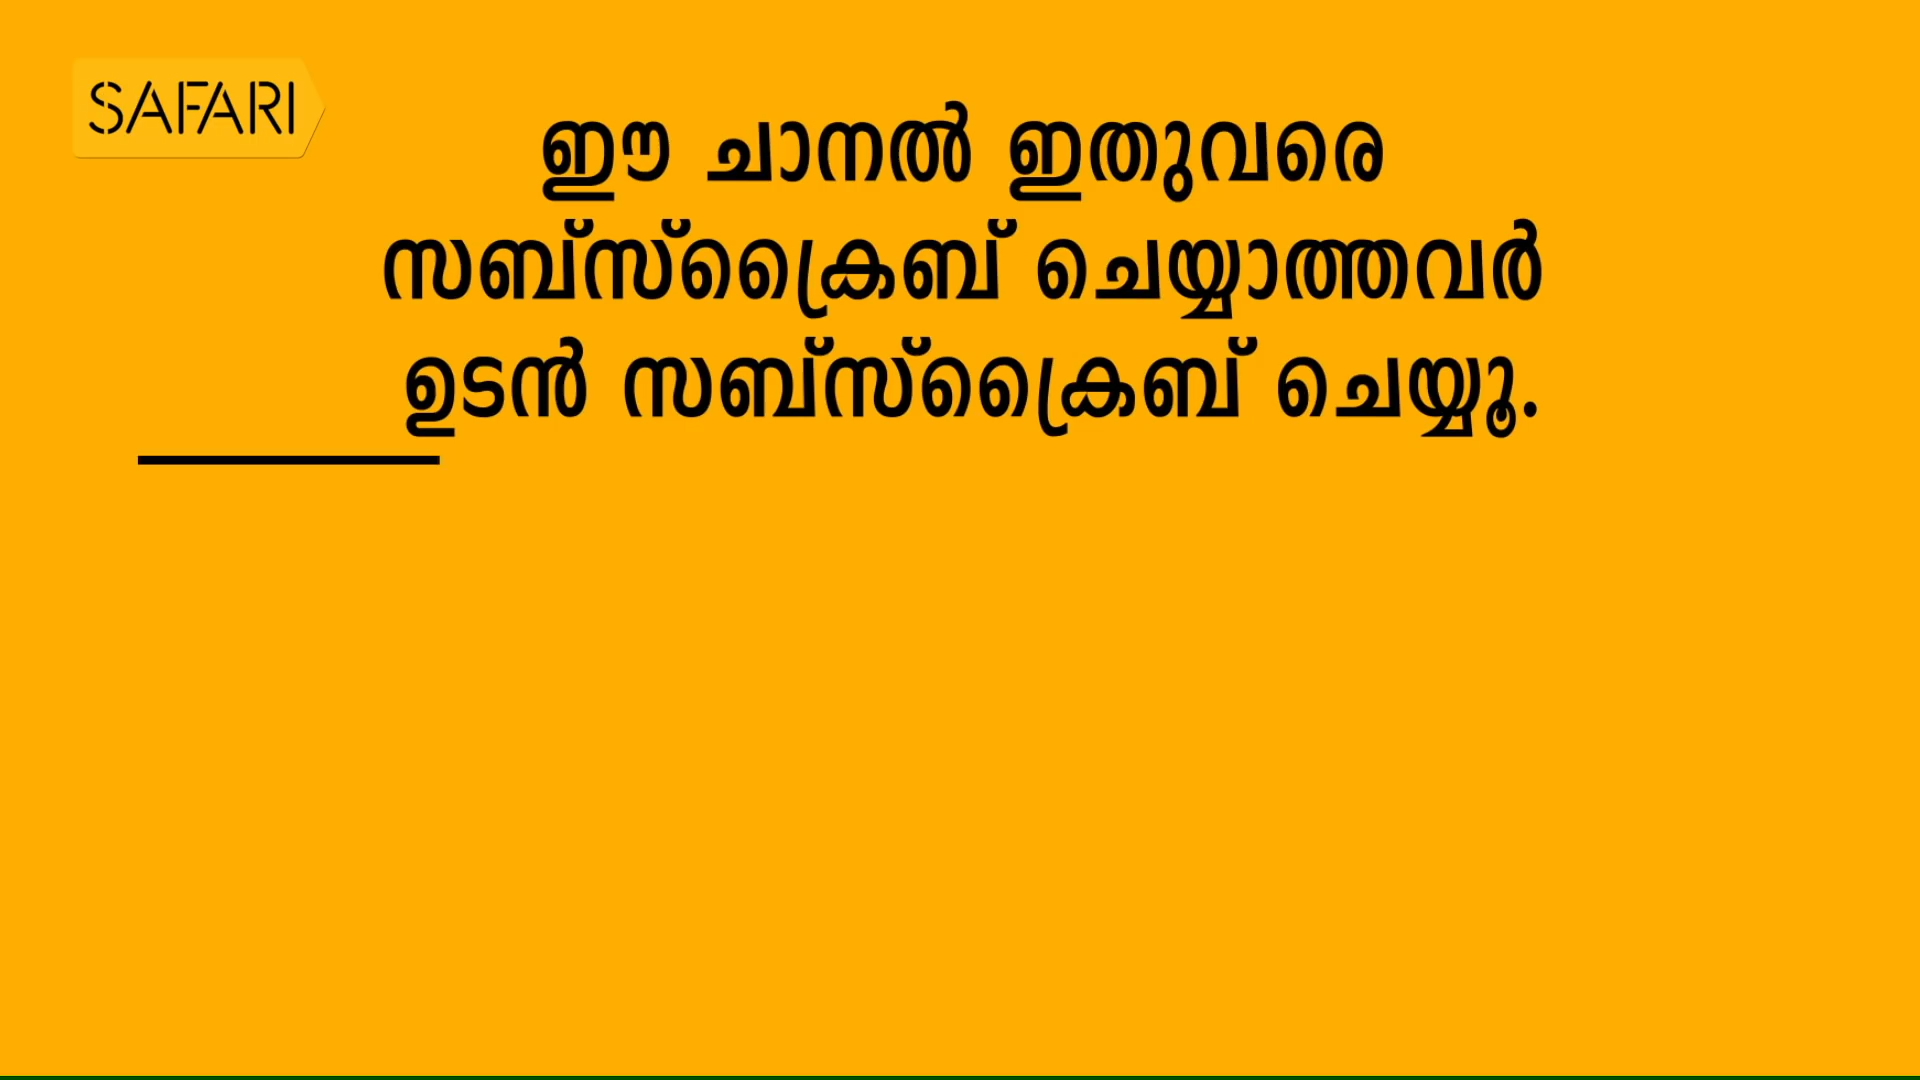 SAFARI
ഈ ചാനൽ ഇതുവരെ
സബ്സ്ക്രൈബ് ചെയ്യാത്തവർ
ഉടൻ സബ്സ്ക്രൈബ് ചെയ്യൂ.